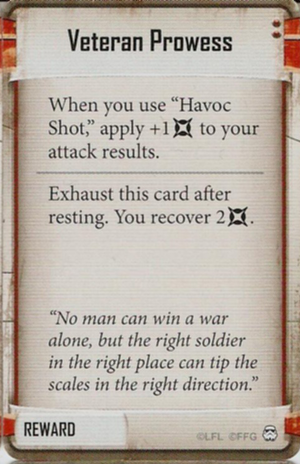 Veteran Prowess
When you use “Havoc
Shot,” apply +1 to your
attack results.
Exhaust this card after
resting. You recover 2 .
“No man can win a war
alone, but the right soldier
in the right place can tip the
scales in the right direction.”
REWARD
©LFL ©FFG